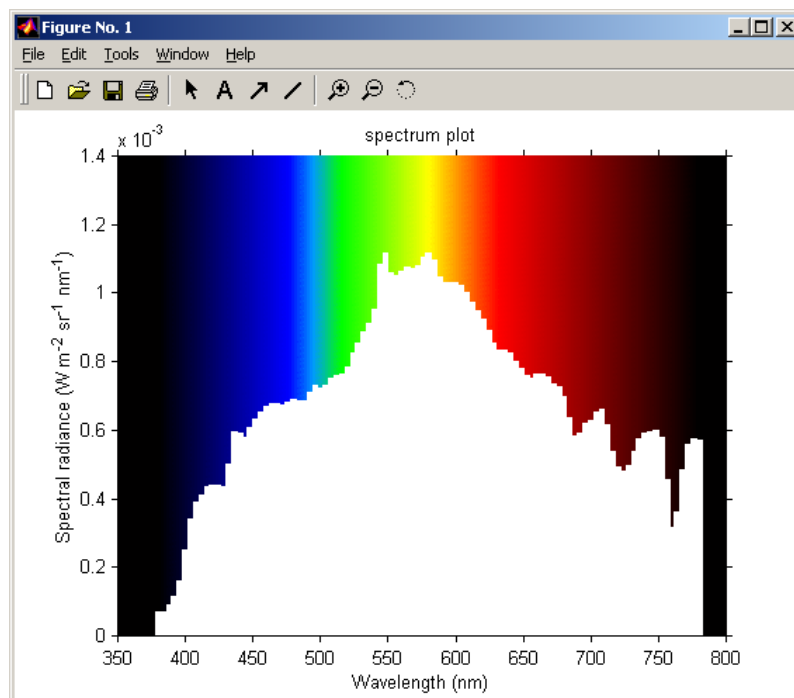 Figure No. 1
File Edit Tools Window Help
A
x 10-3
spectrum plot
1.4
1.2
1
0.8
0.6
0.4
0.2
0
Spectral radiance (W m-2 sr-1 nm-1)
350 400 450 500 550 600 650 700 750 800
Wavelength (nm)